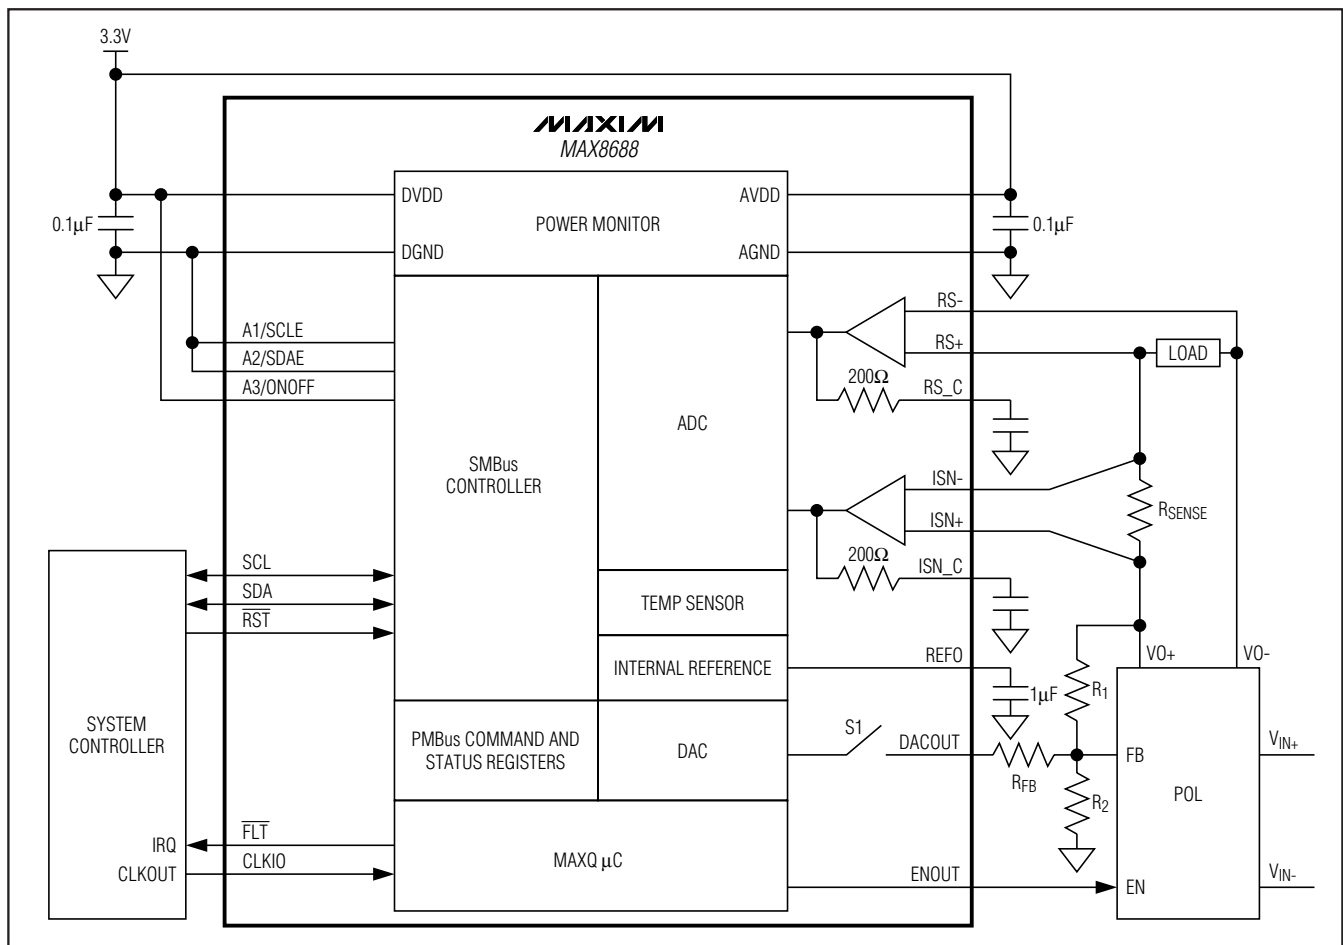 3.3V
MAXIM
MAX8688
DVDD
AVDD
0.1µF
POWER MONITOR
0.1µF
DGND
AGND
RS-
A1/SCLE
RS+
LOAD
A2/SDAE
200Ω
A3/ONOFF
RS_C
ADC
SMBus
CONTROLLER
ISN-
RSENSE
ISN+
200Ω
SCL
ISN_C
SDA
TEMP SENSOR
RST
REFO
VO+
VO-
INTERNAL REFERENCE
1µF
R1
SYSTEM
CONTROLLER
PMBus COMMAND AND
STATUS REGISTERS
DAC
S1
DACOUT
RFB
FB
VIN+
R2
POL
FLT
IRQ
MAXQ µC
CLKIO
CLKOUT
ENOUT
EN
VIN-